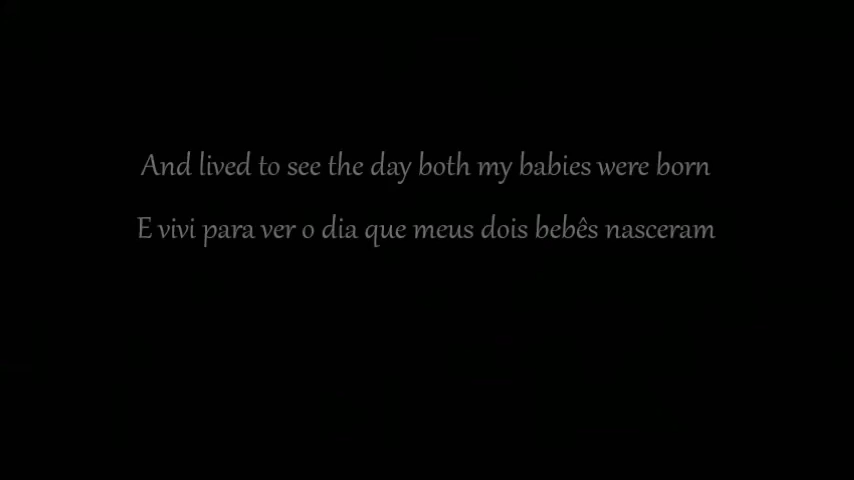 And lived to see the day both my babies were born
E vivi para ver o dia que meus dois bebês nasceram